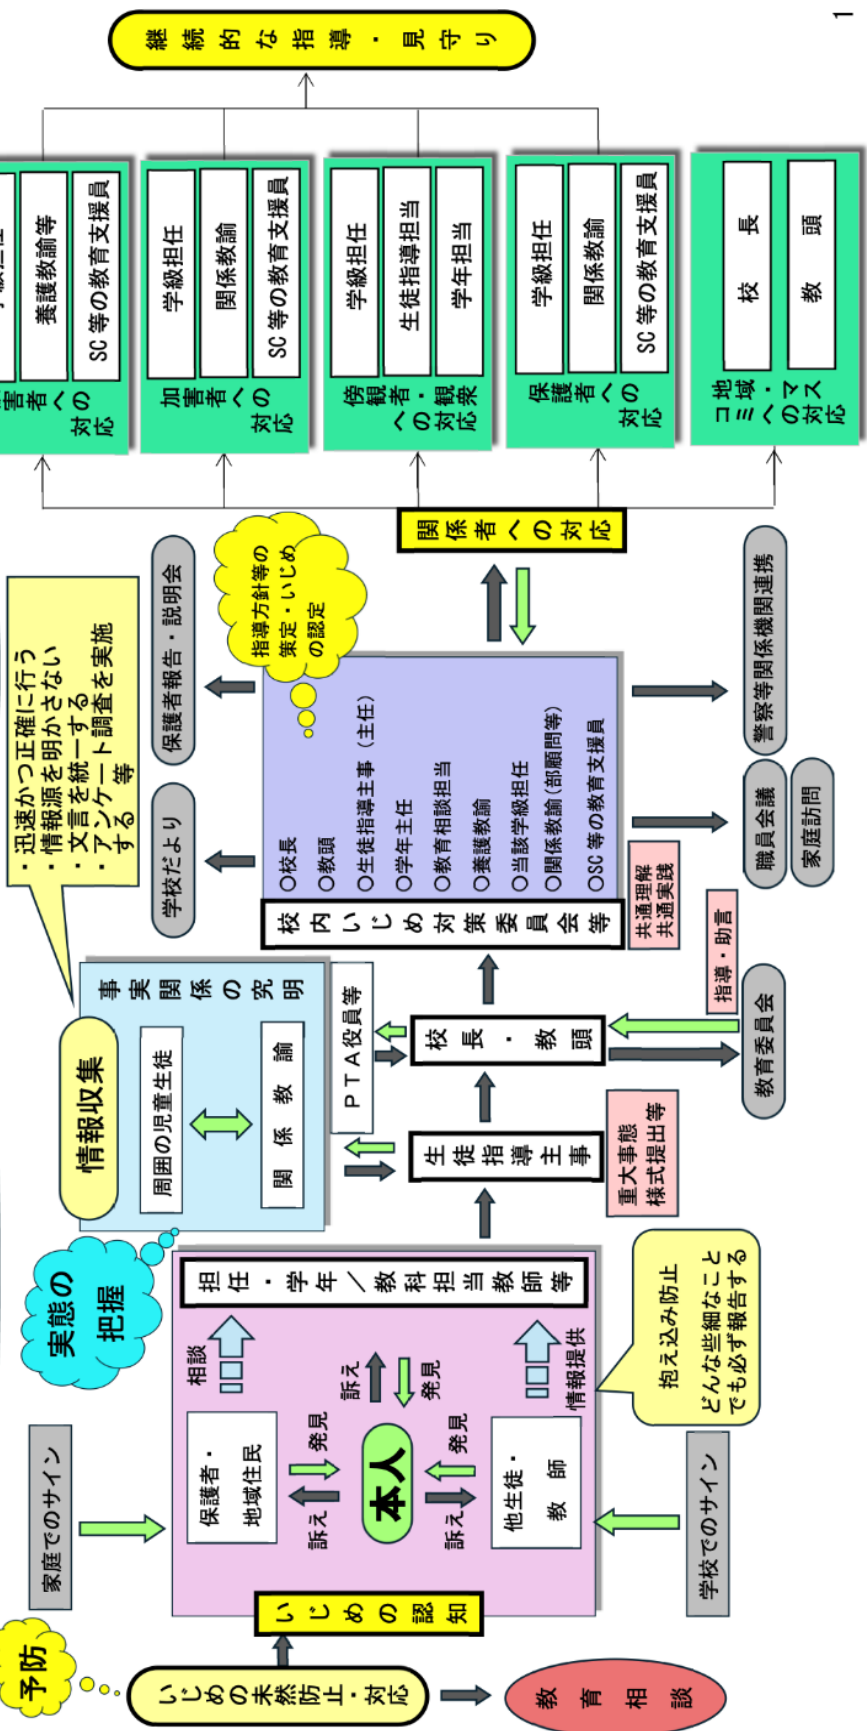 予防
いじめの未然防止・対応
教育相談
いじめの認知
家庭でのサイン
学校でのサイン
保護者・
地域住民
相談
訴え
発見
本人
訴え
発見
訴え
発見
他生徒・
教師
情報提供
担任・学年／教科担当教師等
抱え込み防止
どんな些細なこと
でも必ず報告する
実態の
把握
情報収集
・迅速かつ正確に行う
・情報源を明かさない
・文言を統一する
・アンケート調査を実施
する 等
事実関係の究明
周囲の児童生徒
関係教諭
PTA役員等
生徒指導主事
重大事態
様式提出等
校長・教頭
指導・助言
教育委員会
校内いじめ対策委員会等
○校長
○教頭
○生徒指導主事（主任）
○学年主任
○教育相談担当
○養護教諭
○当該学級担任
○関係教諭(部顧問等)
○SC等の教育支援員
共通理解
共通実践
学校だより
保護者報告・説明会
指導方針等の
策定・いじめ
の認定
職員会議
家庭訪問
警察等関係機関連携
関係者への対応
害者への
対応
養護教諭等
SC等の教育支援員
加害者への
対応
学級担任
関係教諭
SC等の教育支援員
傍観者・観衆
への対応
学級担任
生徒指導担当
学年担当
保護者への
対応
学級担任
関係教諭
SC等の教育支援員
地域・マス
コミへの対応
校長
教頭
継続的な指導・見守り
1